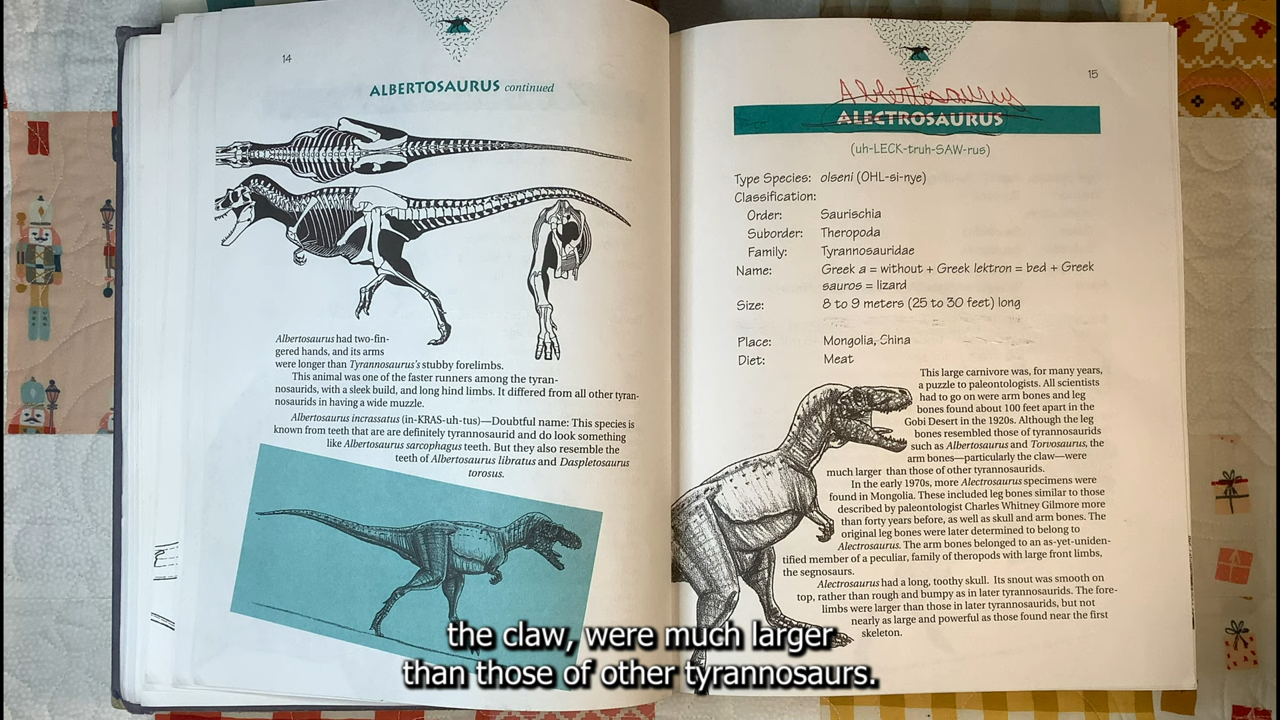 14
ALBERTOSAURUS continued
Albertosaurus had two-fin-
gered hands, and its arms
were longer than Tyrannosaurus's stubby forelimbs.
This animal was one of the faster runners among the tyran-
nosaurids, with a sleek build, and long hind limbs. It differed from all other tyran-
nosaurids in having a wide muzzle.
Albertosaurus incrassatus (in-KRAS-uh-tus)—Doubtful name: This species is
known from teeth that are are definitely tyrannosaurid and do look something
like Albertosaurus sarcophagus teeth. But they also resemble the
teeth of Albertosaurus libratus and Daspletosaurus
torosus.
15
Albertosaurus
ALECTROSAURUS
(uh-LECK-truh-SAW-rus)
Type Species: olseni (OHL-si-nye)
Classification:
Order: Saurischia
Suborder: Theropoda
Family: Tyrannosauridae
Name: Greek a = without + Greek lektron = bed + Greek
sauros = lizard
Size: 8 to 9 meters (25 to 30 feet) long
Place: Mongolia, China
Diet: Meat
This large carnivore was, for many years,
a puzzle to paleontologists. All scientists
had to go on were arm bones and leg
bones found about 100 feet apart in the
Gobi Desert in the 1920s. Although the leg
bones resembled those of tyrannosaurids
such as Albertosaurus and Torvosaurus, the
arm bones—particularly the claw—were
much larger than those of other tyrannosaurids.
In the early 1970s, more Alectrosaurus specimens were
found in Mongolia. These included leg bones similar to those
described by paleontologist Charles Whitney Gilmore more
than forty years before, as well as skull and arm bones. The
original leg bones were later determined to belong to
Alectrosaurus. The arm bones belonged to an as-yet-uniden-
tified member of a peculiar, family of theropods with large front limbs,
the segnosaurs.
Alectrosaurus had a long, toothy skull. Its snout was smooth on
top, rather than rough and bumpy as in later tyrannosaurids. The fore-
limbs were larger than those in later tyrannosaurids, but not
nearly as large and powerful as those found near the first
skeleton.
the claw, were much larger
than those of other tyrannosaurs.